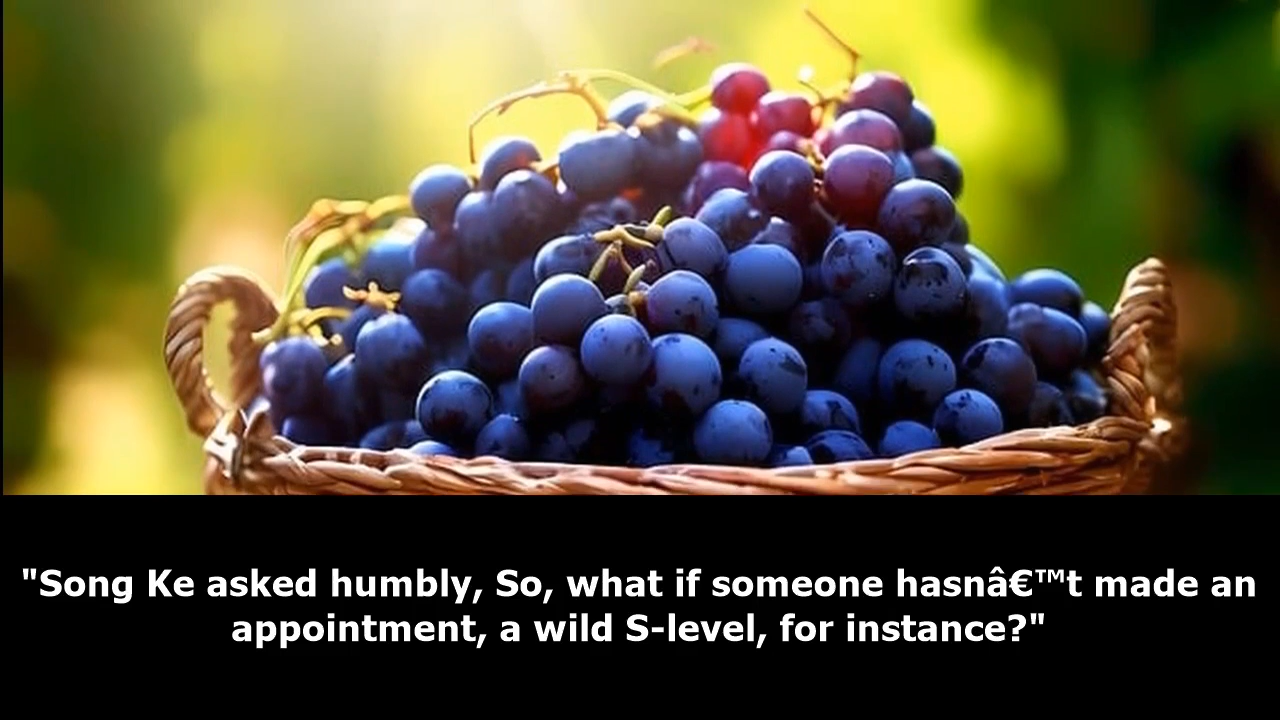 "Song Ke asked humbly, So, what if someone hasnâ€™t made an
appointment, a wild S-level, for instance?"